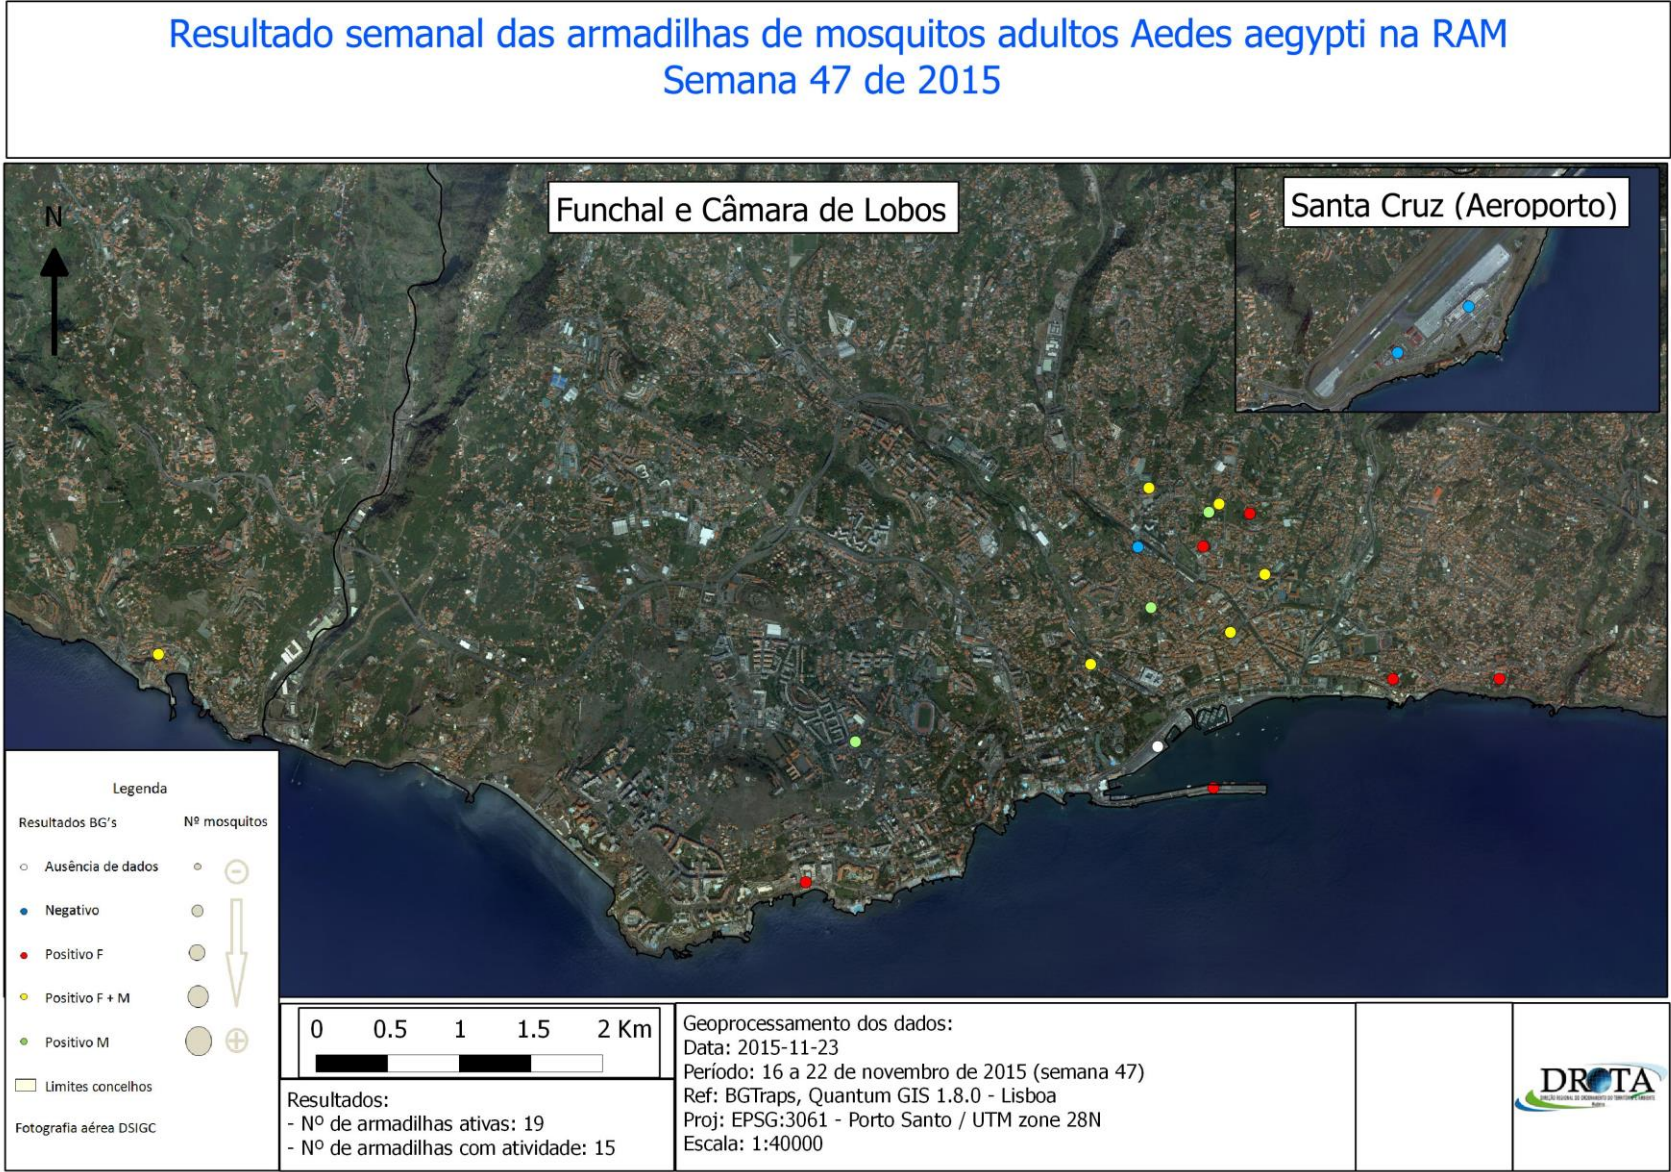 Resultado semanal das armadilhas de mosquitos adultos Aedes aegypti na RAM
Semana 47 de 2015
Funchal e Câmara de Lobos
Santa Cruz (Aeroporto)
N
Legenda
Resultados BG's
Nº mosquitos
Ausência de dados
Negativo
Positivo F
Positivo F + M
Positivo M
Limites concelhos
Fotografia aérea DSIGC
0 0.5 1 1.5 2 Km
Resultados:
- Nº de armadilhas ativas: 19
- Nº de armadilhas com atividade: 15
Geoprocessamento dos dados:
Data: 2015-11-23
Período: 16 a 22 de novembro de 2015 (semana 47)
Ref: BGTraps, Quantum GIS 1.8.0 - Lisboa
Proj: EPSG:3061 - Porto Santo / UTM zone 28N
Escala: 1:40000
DROTA